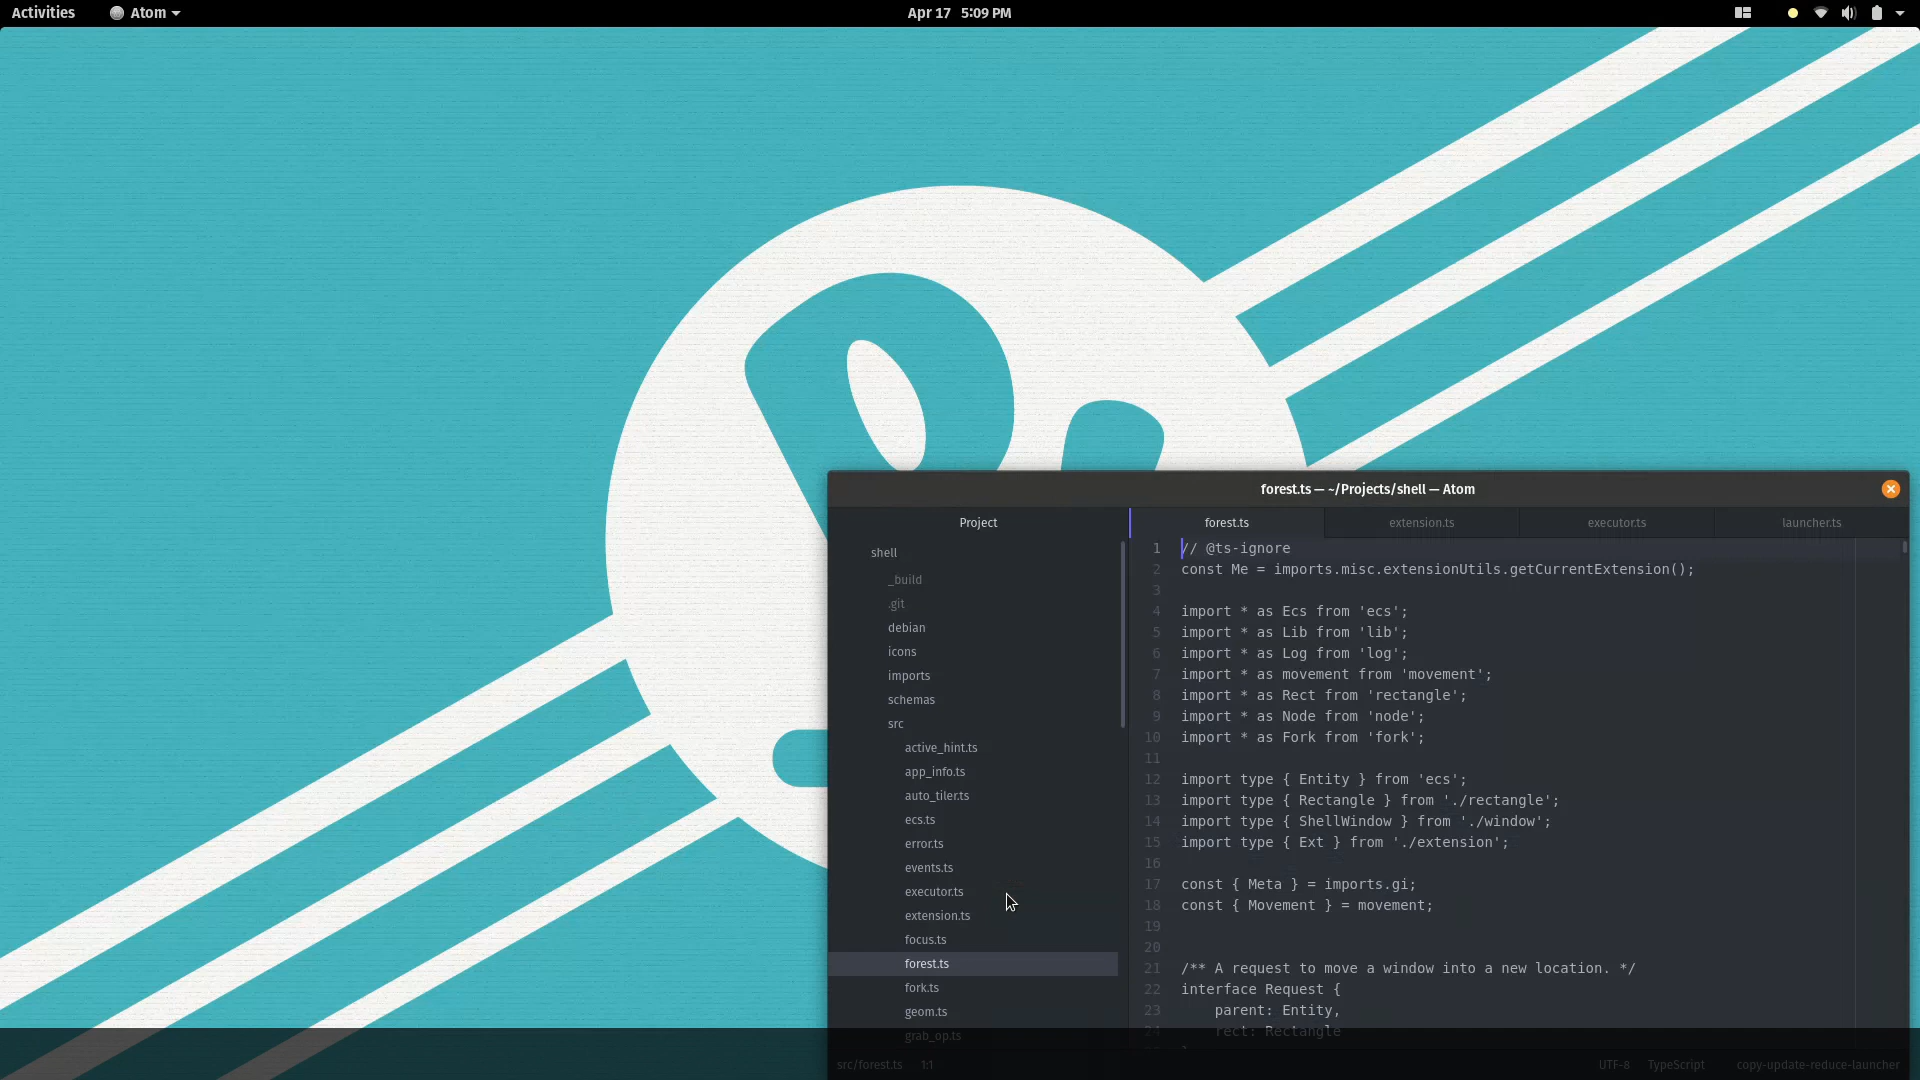 Activities
Atom
Apr 17 5:09 PM
forest.ts — ~/Projects/shell — Atom
Project
forest.ts
extension.ts
executor.ts
launcher.ts
shell
_build
.git
debian
icons
imports
schemas
src
active_hint.ts
app_info.ts
auto_tiler.ts
ecs.ts
error.ts
events.ts
executor.ts
extension.ts
focus.ts
forest.ts
fork.ts
geom.ts
grab_op.ts
1 // @ts-ignore
2 const Me = imports.misc.extensionUtils.getCurrentExtension();
3
4 import * as Ecs from 'ecs';
5 import * as Lib from 'lib';
6 import * as Log from 'log';
7 import * as movement from 'movement';
8 import * as Rect from 'rectangle';
9 import * as Node from 'node';
10 import * as Fork from 'fork';
11
12 import type { Entity } from 'ecs';
13 import type { Rectangle } from './rectangle';
14 import type { ShellWindow } from './window';
15 import type { Ext } from './extension';
16
17 const { Meta } = imports.gi;
18 const { Movement } = movement;
19
20
21 /** A request to move a window into a new location. */
22 interface Request {
23 parent: Entity,
24 rect: Rectangle
src/forest.ts 1:1
UTF-8 TypeScript copy-update-reduce-launcher